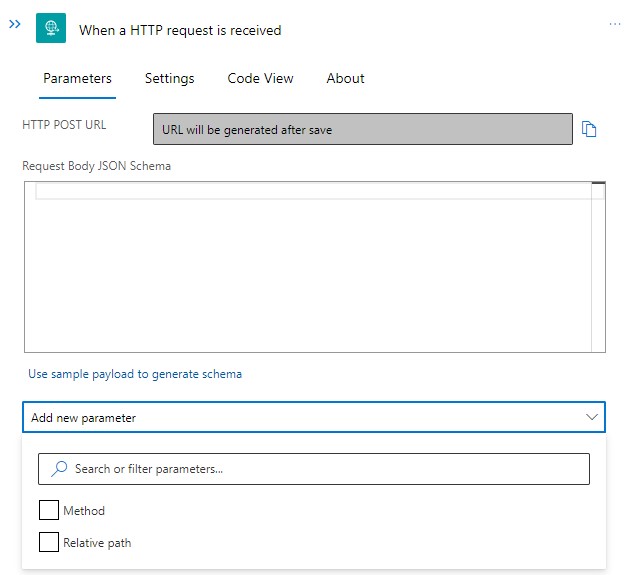 When a HTTP request is received
Parameters Settings Code View About
HTTP POST URL URL will be generated after save
Request Body JSON Schema
Use sample payload to generate schema
Add new parameter
Search or filter parameters...
Method
Relative path